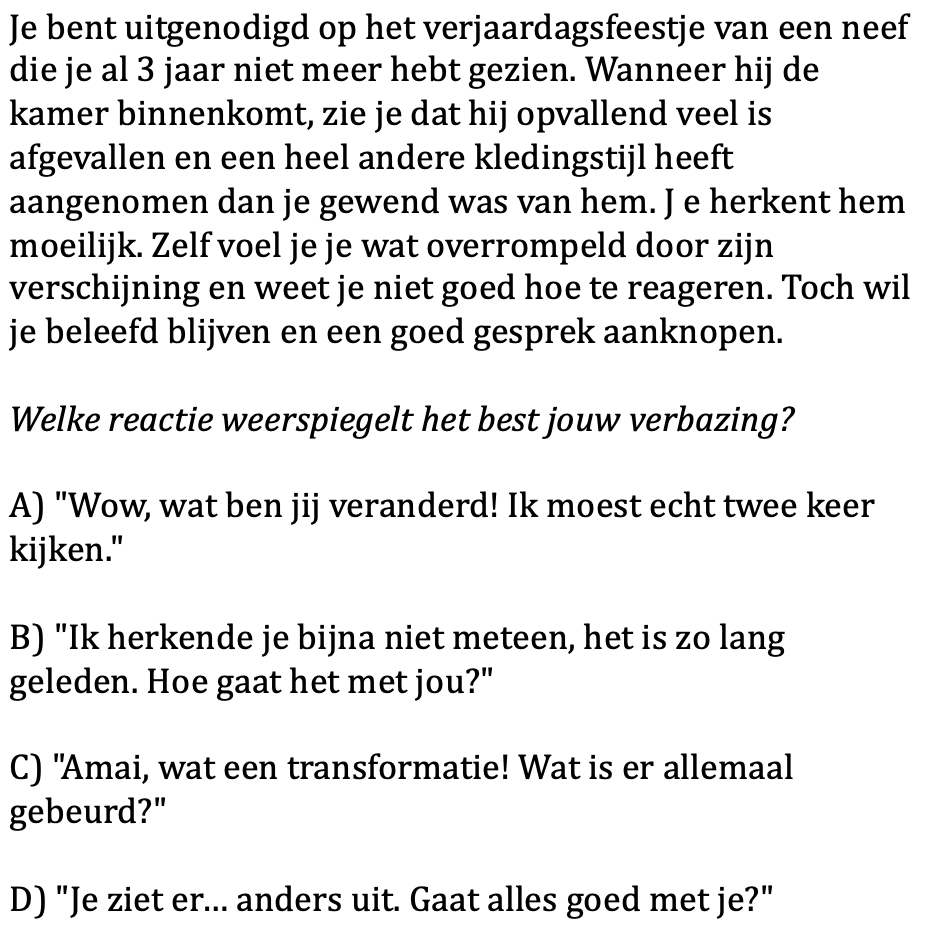 Je bent uitgenodigd op het verjaardagsfeestje van een neef
die je al 3 jaar niet meer hebt gezien. Wanneer hij de
kamer binnenkomt, zie je dat hij opvallend veel is
afgevallen en een heel andere kledingstijl heeft
aangenomen dan je gewend was van hem. J e herkent hem
moeilijk. Zelf voel je je wat overrompeld door zijn
verschijning en weet je niet goed hoe te reageren. Toch wil
je beleefd blijven en een goed gesprek aanknopen.
Welke reactie weerspiegelt het best jouw verbazing?
A) "Wow, wat ben jij veranderd! Ik moest echt twee keer
kijken."
B) "Ik herkende je bijna niet meteen, het is zo lang
geleden. Hoe gaat het met jou?"
C) "Amai, wat een transformatie! Wat is er allemaal
gebeurd?"
D) "Je ziet er... anders uit. Gaat alles goed met je?"